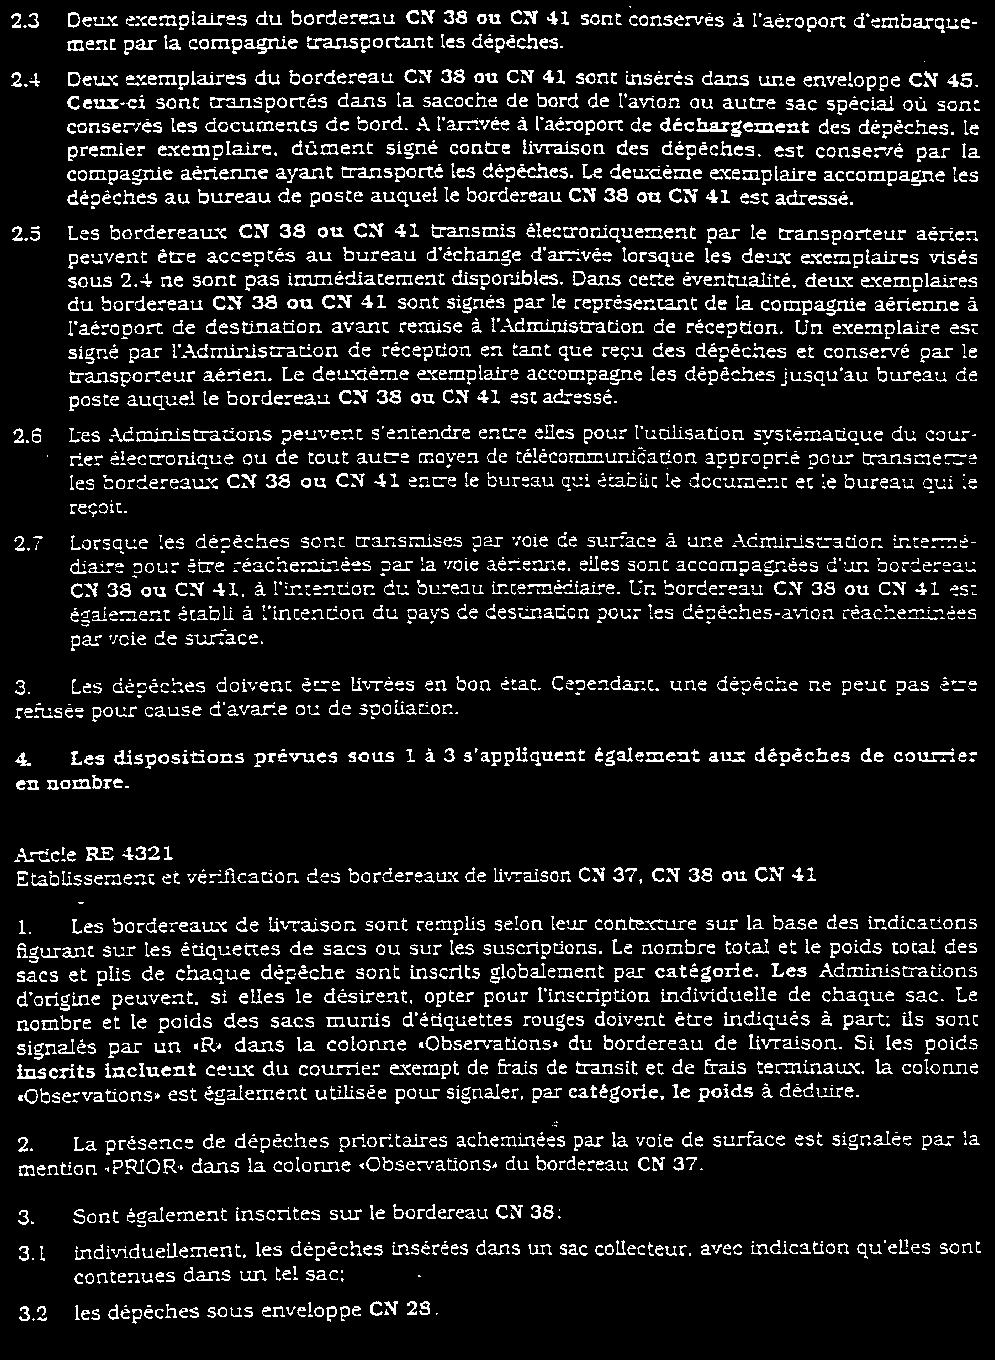 2.3 Deux exemplaires du bordereau CN 38 ou CN 41 sont conservés à l'aéroport d'embarque-
ment par la compagnie transportant les dépêches.
2.4 Deux exemplaires du bordereau CN 38 ou CN 41 sont insérés dans une enveloppe CN 45.
Ceux-ci sont transportés dans la sacoche de bord de l'avion ou autre sac spécial où sont
conservés les documents de bord. A l'arrivée à l'aéroport de déchargement des dépêches, le
premier exemplaire, dûment signé contre livraison des dépêches, est conservé par la
compagnie aérienne ayant transporté les dépêches. Le deuxième exemplaire accompagne les
dépêches au bureau de poste auquel le bordereau CN 38 ou CN 41 est adressé.
2.5 Les bordereaux CN 38 ou CN 41 transmis électroniquement par le transporteur aérien
peuvent être acceptés au bureau d'échange d'arrivée lorsque les deux exemplaires visés
sous 2.4 ne sont pas immédiatement disponibles. Dans cette éventualité, deux exemplaires
du bordereau CN 38 ou CN 41 sont signés par le représentant de la compagnie aérienne à
l'aéroport de destination avant remise à l'Administration de réception. Un exemplaire est
signé par l'Administration de réception en tant que reçu des dépêches et conservé par le
transporteur aérien. Le deuxième exemplaire accompagne les dépêches jusqu'au bureau de
poste auquel le bordereau CN 38 ou CN 41 est adressé.
2.6 Les Administrations peuvent s'entendre entre elles pour l'utilisation systématique du cour-
rier électronique ou de tout autre moyen de télécommunication approprié pour transmettre
les bordereaux CN 38 ou CN 41 entre le bureau qui établit le document et le bureau qui le
reçoit.
2.7 Lorsque les dépêches sont transmises par voie de surface à une Administration intermé-
diaire pour être réacheminées par la voie aérienne, elles sont accompagnées d'un bordereau
CN 38 ou CN 41, à l'intention du bureau intermédiaire. Un bordereau CN 38 ou CN 41 est
également établi à l'intention du pays de destination pour les dépêches-avion réacheminées
par voie de surface.
3. Les dépêches doivent être livrées en bon état. Cependant, une dépêche ne peut pas être
refusée pour cause d'avarie ou de spoliation.
4. Les dispositions prévues sous 1 à 3 s'appliquent également aux dépêches de courrier
en nombre.
Article RE 4321
Etablissement et vérification des bordereaux de livraison CN 37, CN 38 ou CN 41
1. Les bordereaux de livraison sont remplis selon leur contexture sur la base des indications
figurant sur les étiquettes de sacs ou sur les suscriptions. Le nombre total et le poids total des
sacs et plis de chaque dépêche sont inscrits globalement par catégorie. Les Administrations
d'origine peuvent, si elles le désirent, opter pour l'inscription individuelle de chaque sac. Le
nombre et le poids des sacs munis d'étiquettes rouges doivent être indiqués à part; ils sont
signalés par un «R» dans la colonne «Observations» du bordereau de livraison. Si les poids
inscrits incluent ceux du courrier exempt de frais de transit et de frais terminaux, la colonne
«Observations» est également utilisée pour signaler, par catégorie, le poids à déduire.
2. La présence de dépêches prioritaires acheminées par la voie de surface est signalée par la
mention «PRIOR» dans la colonne «Observations» du bordereau CN 37.
3. Sont également inscrites sur le bordereau CN 38:
3.1 individuellement, les dépêches insérées dans un sac collecteur, avec indication qu'elles sont
contenues dans un tel sac;
3.2 les dépêches sous enveloppe CN 28.